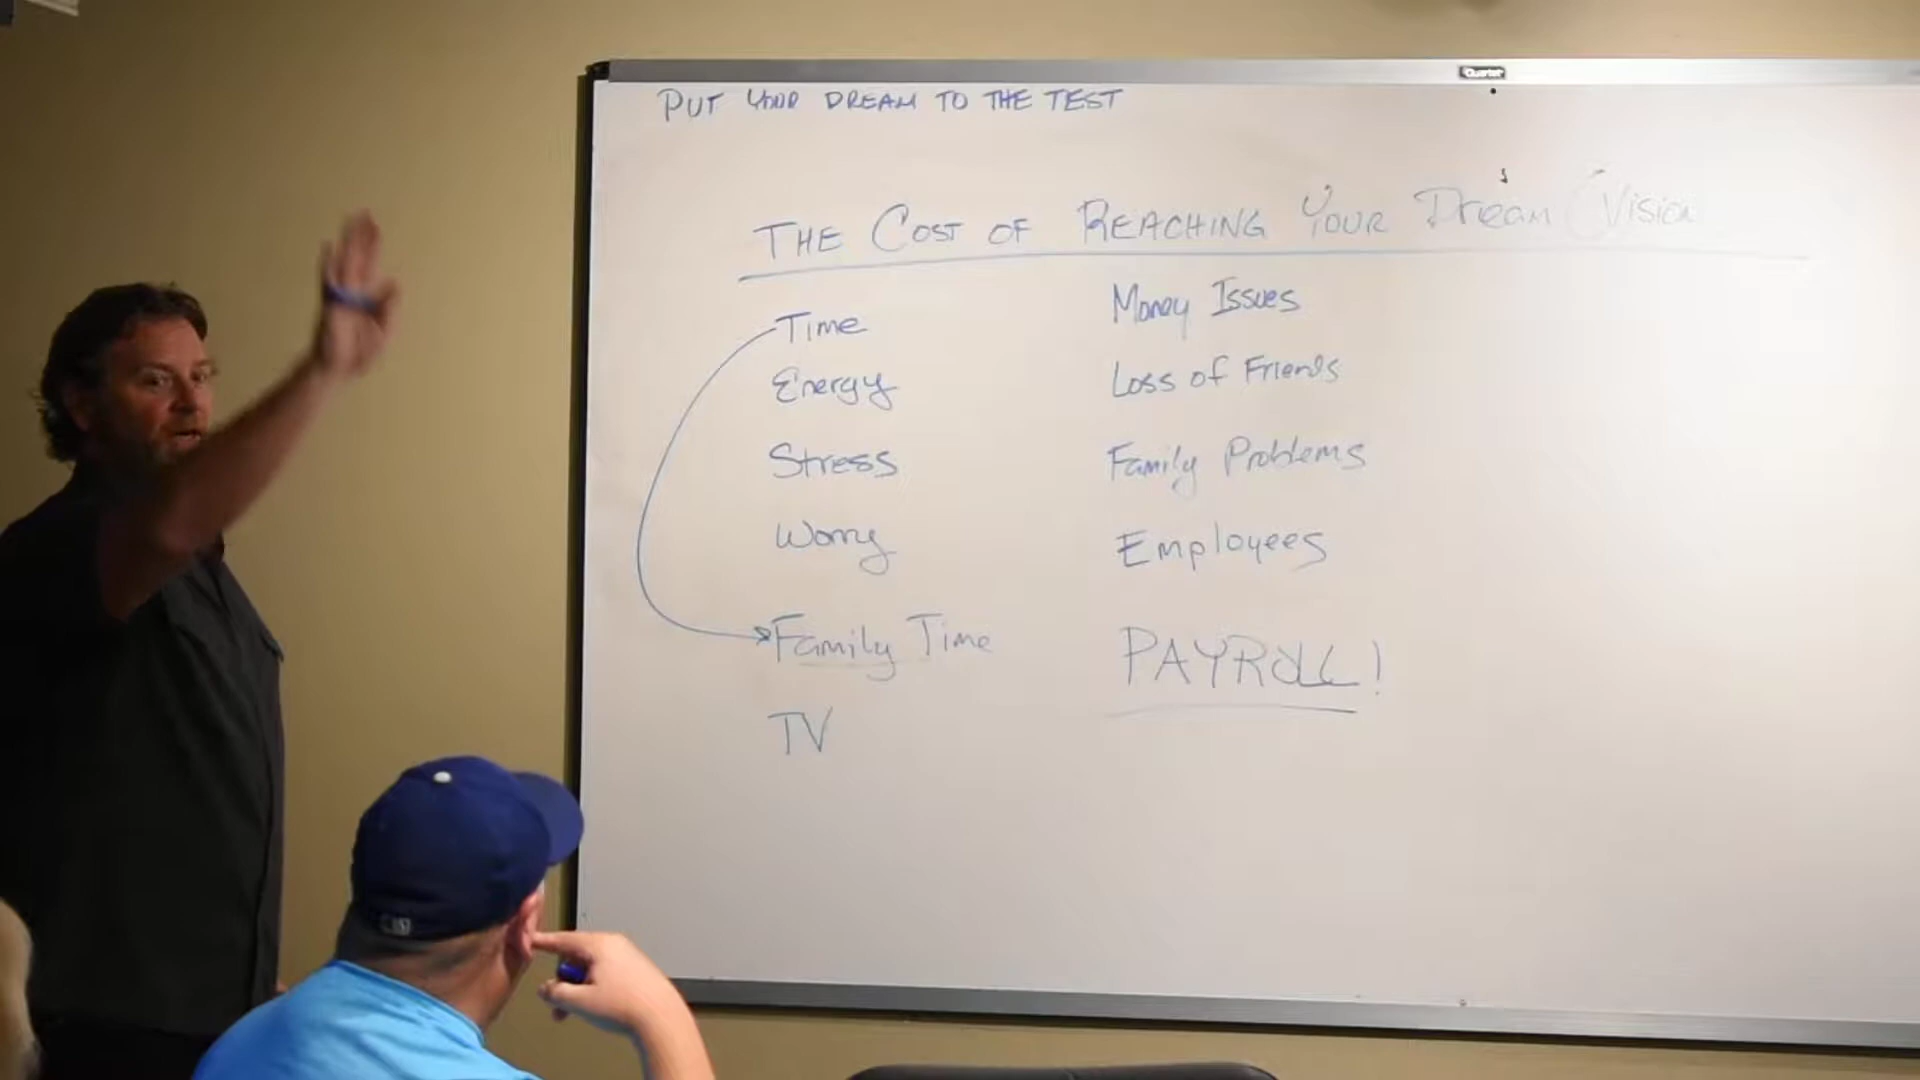 Quartet
PUT YOUR DREAM TO THE TEST
THE COST OF REACHING YOUR Dream (Vision
Time
Energy
Stress
Worry
Family Time
TV
Money Issues
Loss of Friends
Family Problems
Employees
PAYROLL!